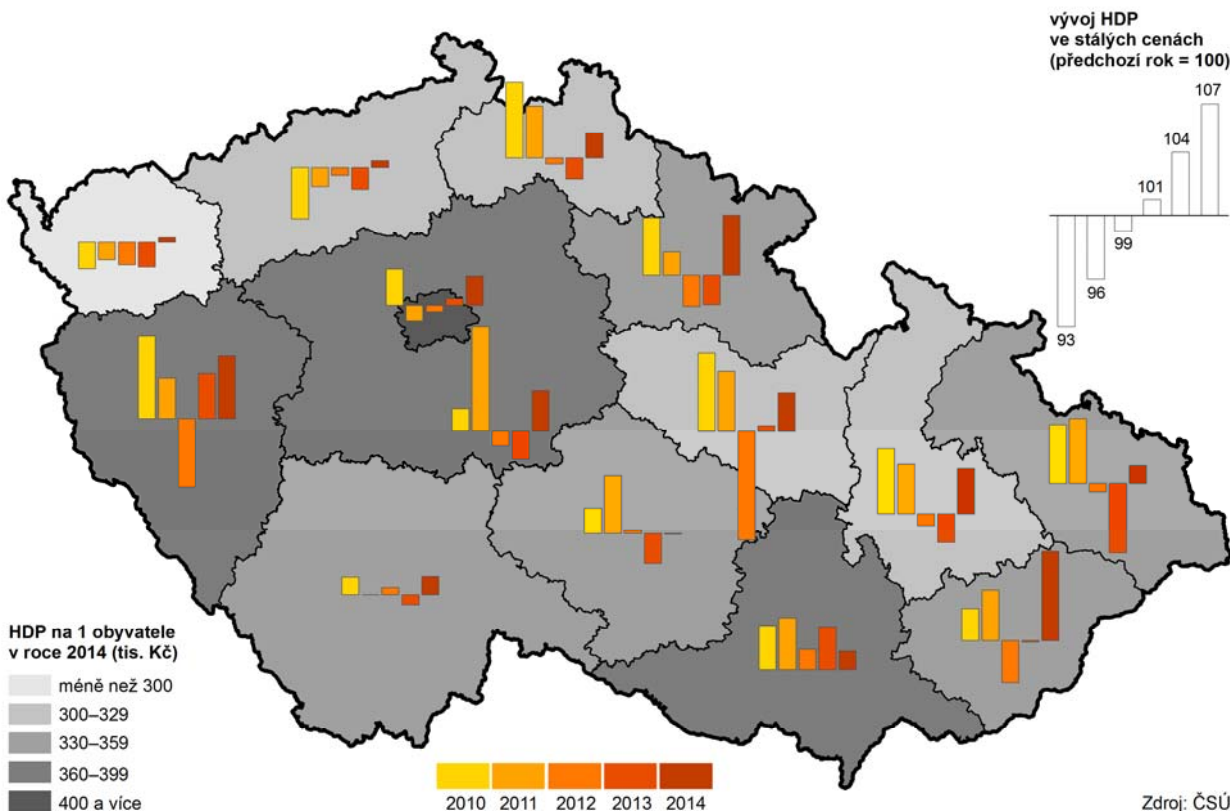 vývoj HDP
ve stálých cenách
(předchozí rok = 100)
107
104
101
99
96
93
HDP na 1 obyvatele
v roce 2014 (tis. Kč)
méně než 300
300–329
330–359
360–399
400 a více
2010 2011 2012 2013 2014
Zdroj: ČSÚ